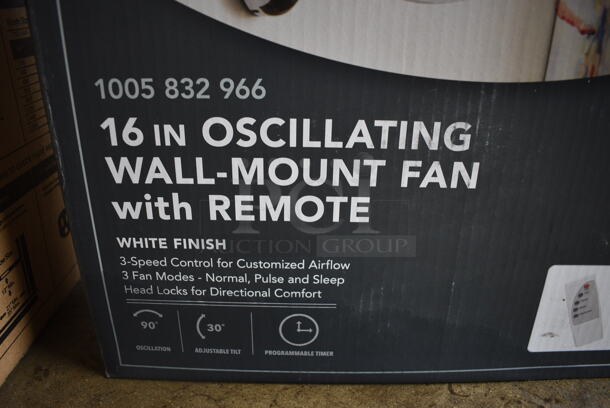 1005 832 966
16 IN OSCILLATING
WALL-MOUNT FAN
with REMOTE
WHITE FINISH
3-Speed Control for Customized Airflow
3 Fan Modes - Normal, Pulse and Sleep
Head Locks for Directional Comfort
90° 30°
OSCILLATION ADJUSTABLE TILT PROGRAMMABLE TIMER
AUCTION GROUP